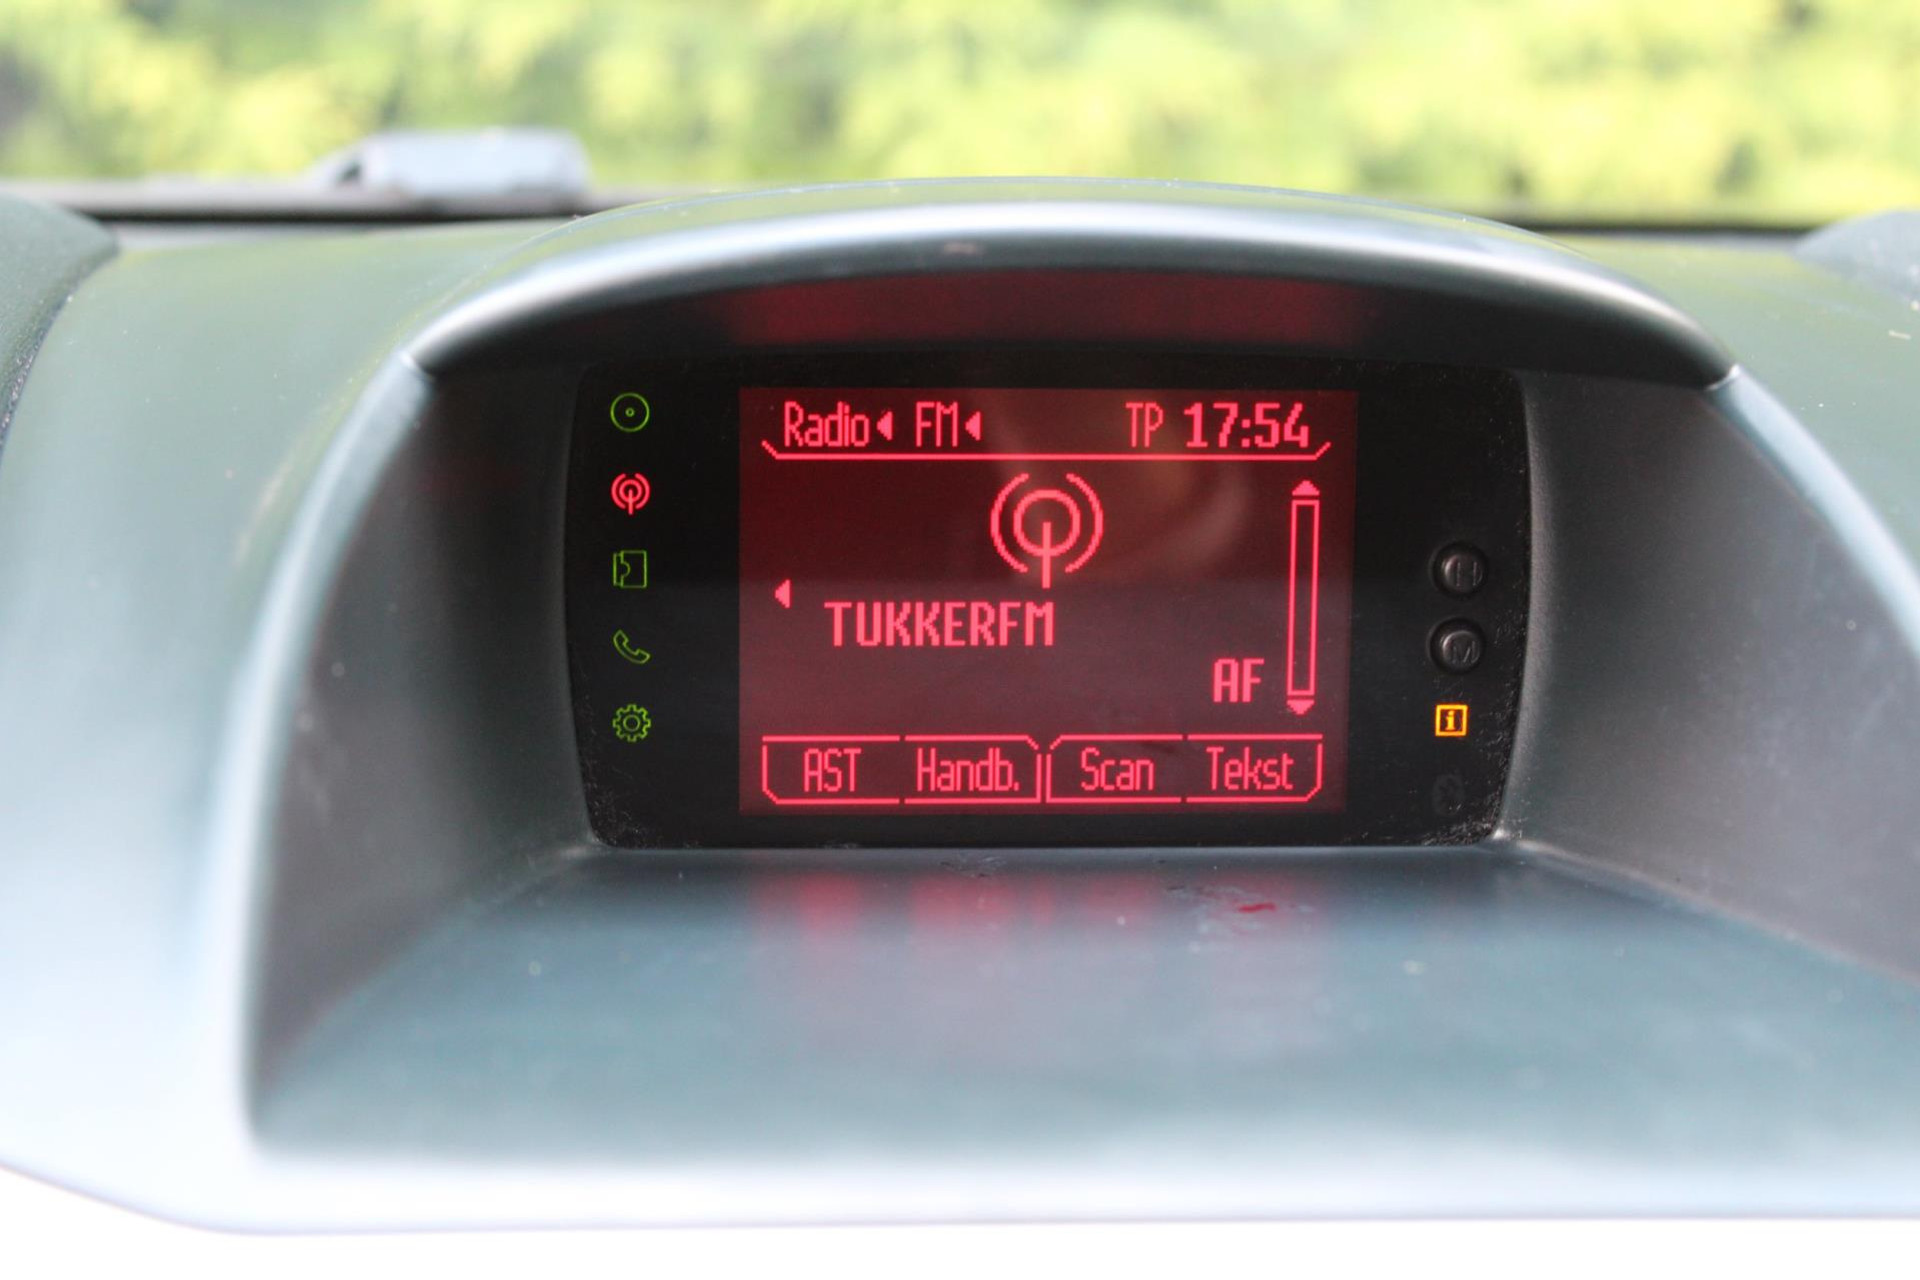 Radio FM TP 17:54
TUKKERFM
AF
AST Handb. Scan Tekst
H
M
i